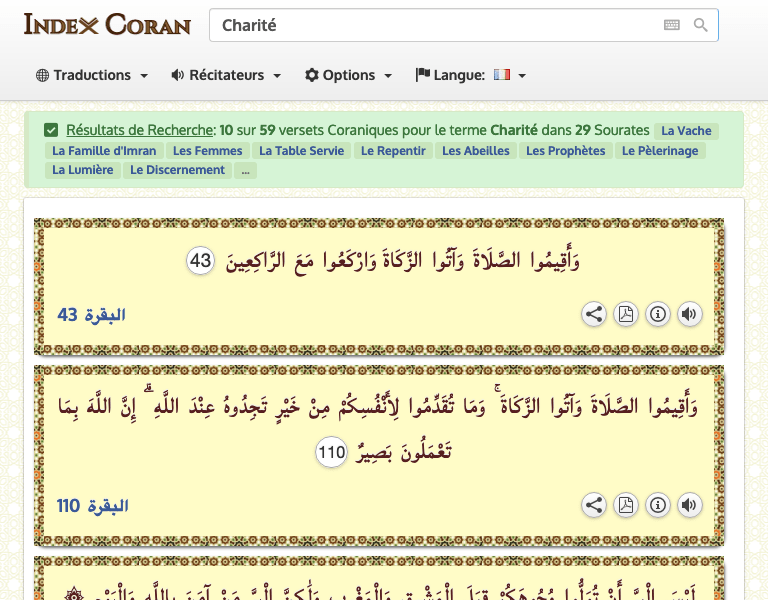 INDEX CORAN
Charité
Traductions Récitateurs Options Langue:
Résultats de Recherche: 10 sur 59 versets Coraniques pour le terme Charité dans 29 Sourates La Vache
La Famille d'Imran Les Femmes La Table Servie Le Repentir Les Abeilles Les Prophètes Le Pèlerinage
La Lumière Le Discernement ...
وَأَقِيمُوا الصَّلَاةَ وَآتُوا الزَّكَاةَ وَارْكَعُوا مَعَ الرَّاكِعِينَ 43
البقرة 43
وَأَقِيمُوا الصَّلَاةَ وَآتُوا الزَّكَاةَ ۚ وَمَا تُقَدِّمُوا لِأَنْفُسِكُمْ مِنْ خَيْرٍ تَجِدُوهُ عِنْدَ اللَّهِ ۗ إِنَّ اللَّهَ بِمَا
تَعْمَلُونَ بَصِيرٌ 110
البقرة 110